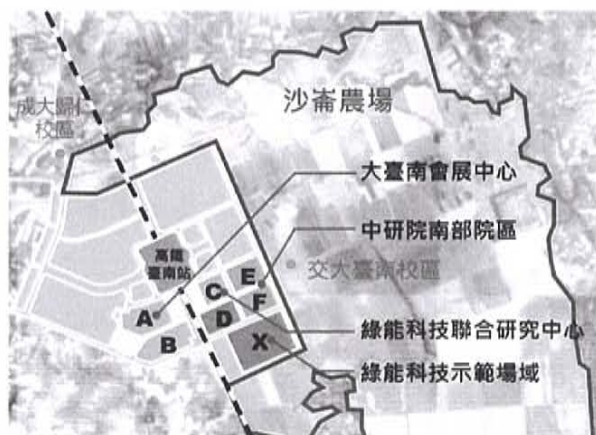 沙崙農場
成大歸仁
校區
大臺南會展中心
中研院南部院區
高鐵
臺南站
交大臺南校區
E
C
F
A
D
B
X
綠能科技聯合研究中心
綠能科技示範場域